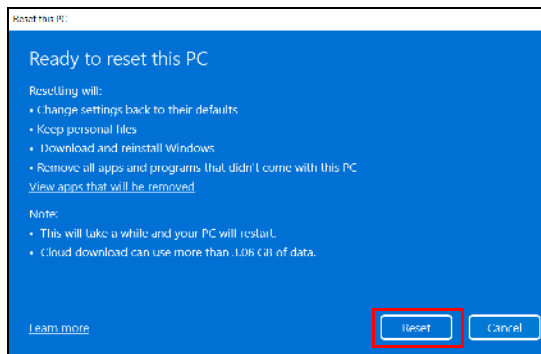 Reset this PC
Ready to reset this PC
Resetting will:
• Change settings back to their defaults
• Keep personal files
• Download and reinstall Windows
• Remove all apps and programs that didn't come with this PC
View apps that will be removed
Note:
• This will take a while and your PC will restart.
• Cloud download can use more than 3.06 GB of data.
Learn more
Reset
Cancel